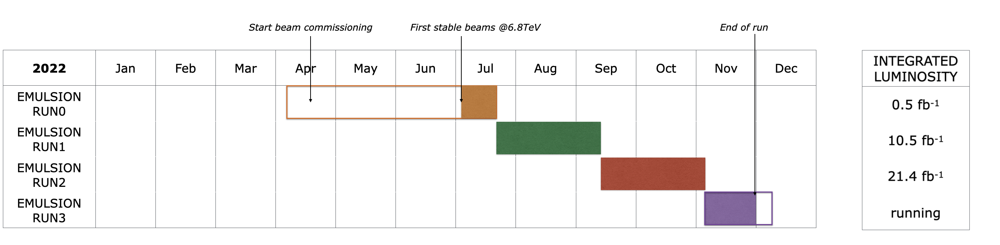 Start beam commissioning
First stable beams @6.8TeV
End of run
2022 Jan Feb Mar Apr May Jun Jul Aug Sep Oct Nov Dec
INTEGRATED
LUMINOSITY
EMULSION
RUN0
0.5 fb⁻¹
EMULSION
RUN1
10.5 fb⁻¹
EMULSION
RUN2
21.4 fb⁻¹
EMULSION
RUN3
running